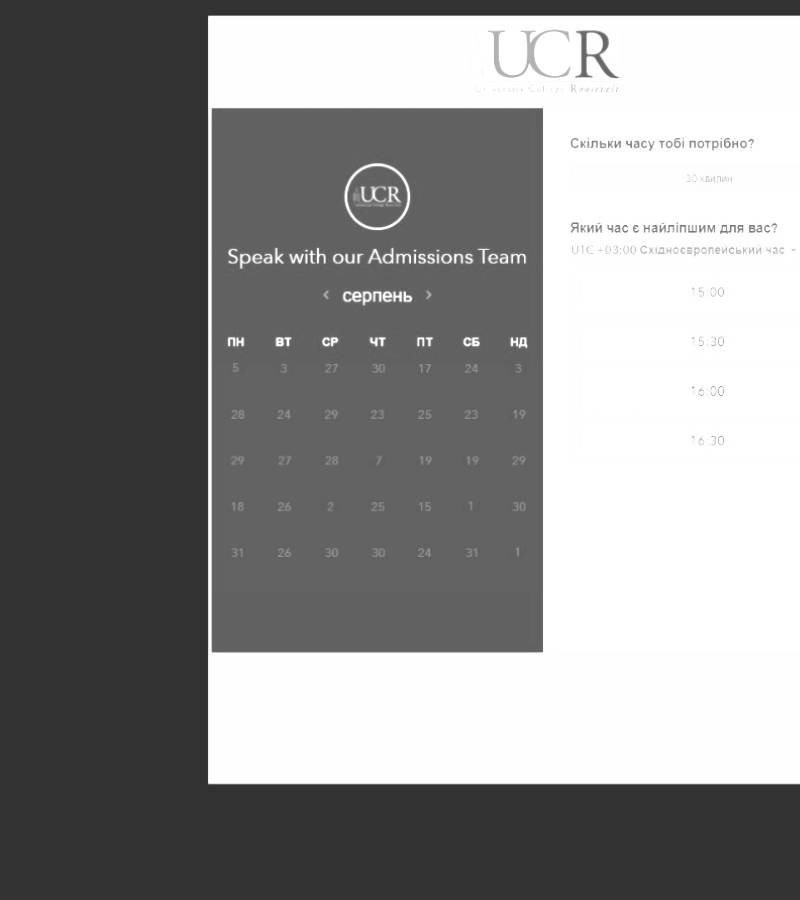 UCR
University College Roosevelt
UCR
Speak with our Admissions Team
< серпень >
ПН ВТ СР ЧТ ПТ СБ НД
5 3 27 30 17 24 3
28 24 29 23 25 23 19
29 27 28 7 19 19 29
18 26 2 25 15 1 30
31 26 30 30 24 31 1
Скільки часу тобі потрібно?
30 хвилин
Який час є найліпшим для вас?
UTC +03:00 Східноєвропейський час
15:00
15:30
16:00
16:30